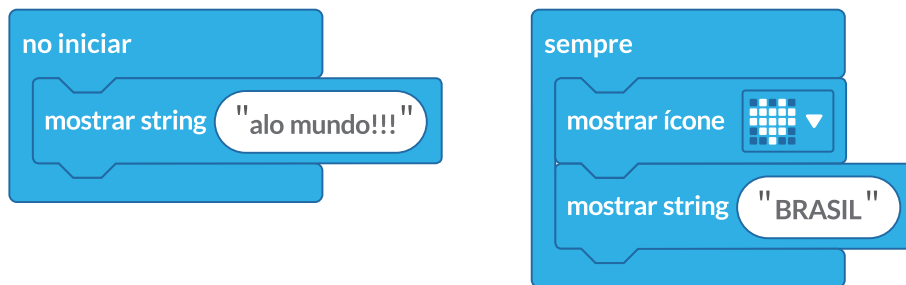 no iniciar
mostrar string "alo mundo!!!"
sempre
mostrar ícone
mostrar string "BRASIL"